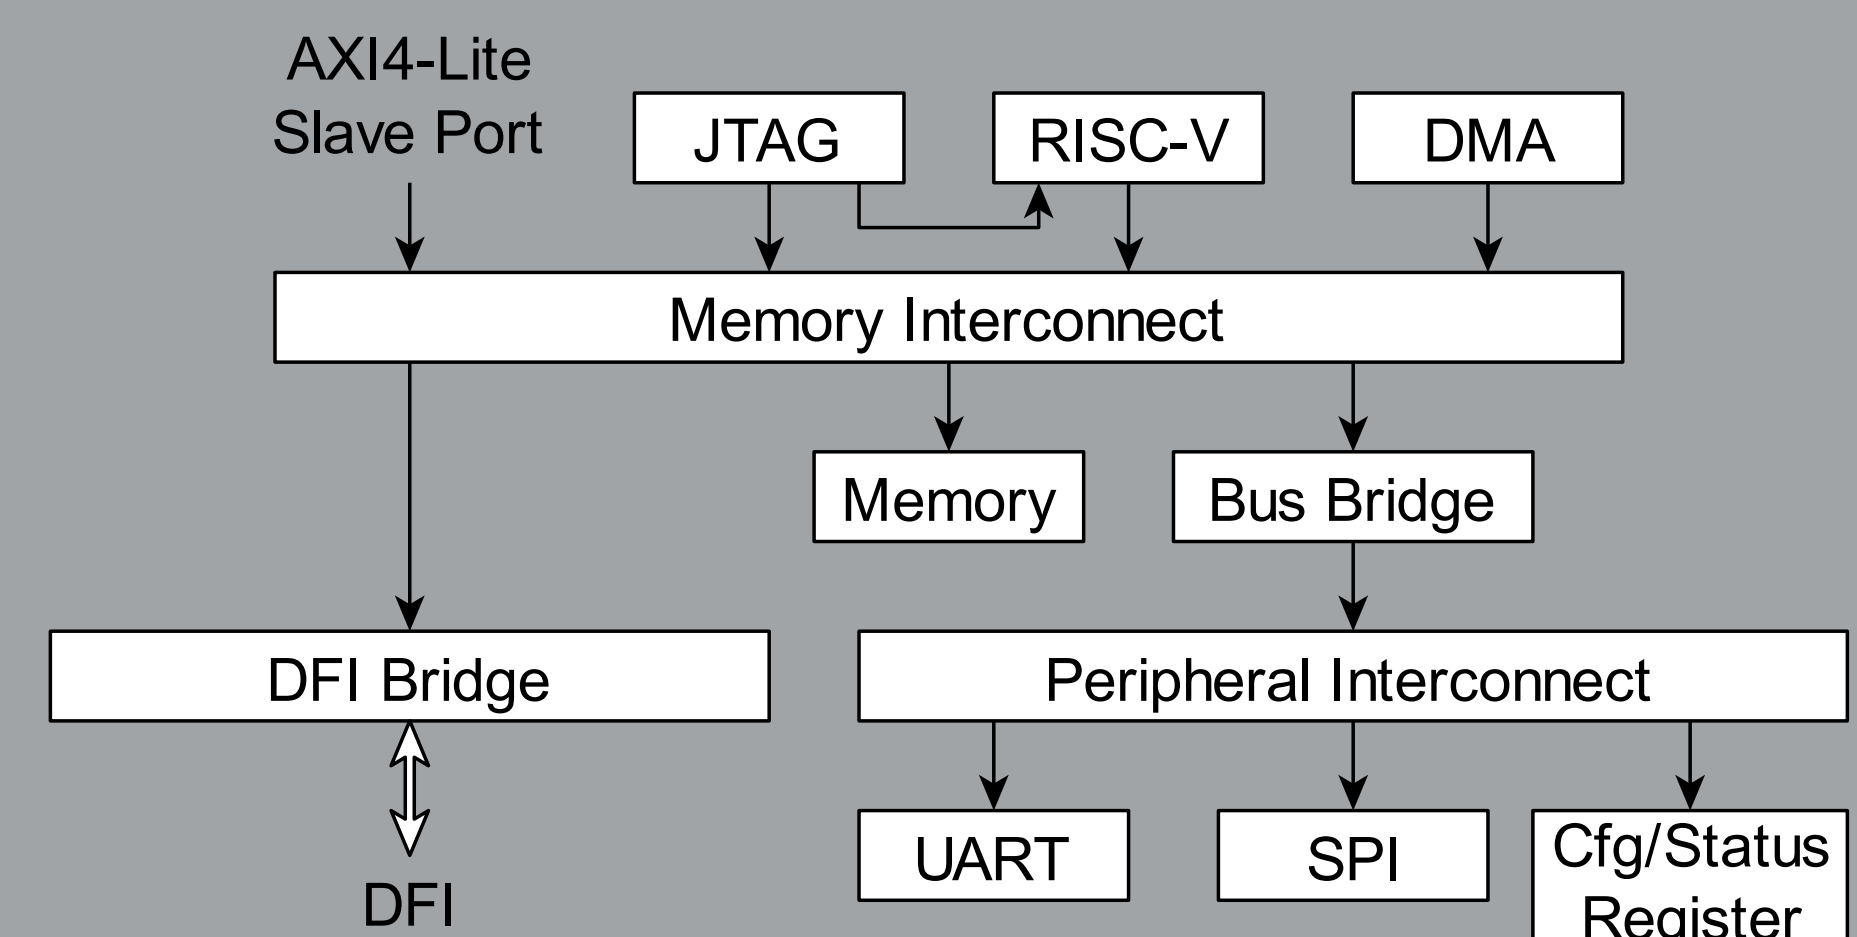 AXI4-Lite
Slave Port
JTAG
RISC-V
DMA
Memory Interconnect
Memory
Bus Bridge
DFI Bridge
Peripheral Interconnect
UART
SPI
Cfg/Status
Register
DFI